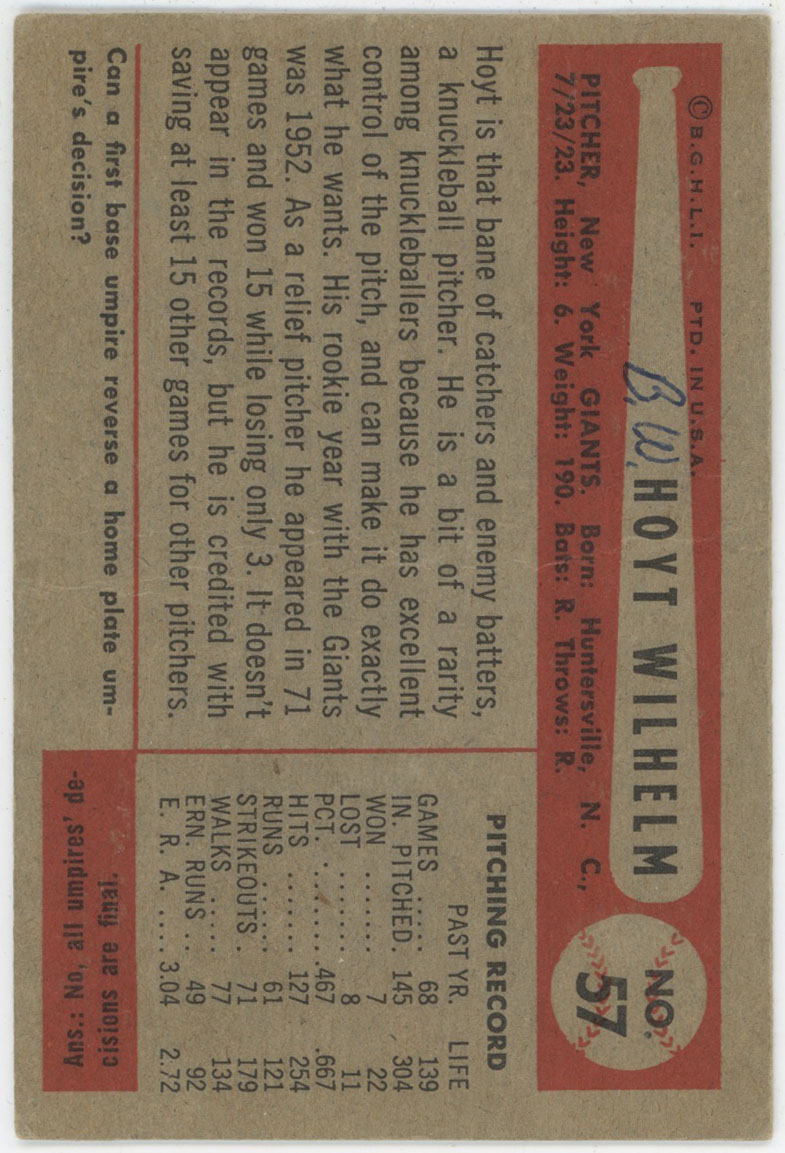 © B.G.H.L.I. PTD. IN U.S.A.
B.W. HOYT WILHELM
NO. 57
PITCHER, New York GIANTS. Born: Huntersville, N. C.,
7/23/23. Height: 6. Weight: 190. Bats: R. Throws: R.
Hoyt is that bane of catchers and enemy batters,
a knuckleball pitcher. He is a bit of a rarity
among knuckleballers because he has excellent
control of the pitch, and can make it do exactly
what he wants. His rookie year with the Giants
was 1952. As a relief pitcher he appeared in 71
games and won 15 while losing only 3. It doesn't
appear in the records, but he is credited with
saving at least 15 other games for other pitchers.
PITCHING RECORD
PAST YR. LIFE
GAMES ..... 68 139
IN. PITCHED. 145 304
WON ....... 7 22
LOST ....... 8 11
PCT. ........467 .667
HITS ....... 127 254
RUNS ...... 61 121
STRIKEOUTS . 71 179
WALKS ..... 77 134
ERN. RUNS .. 49 92
E. R. A. ....3.04 2.72
Can a first base umpire reverse a home plate um-
pire's decision?
Ans.: No, all umpires' de-
cisions are final.